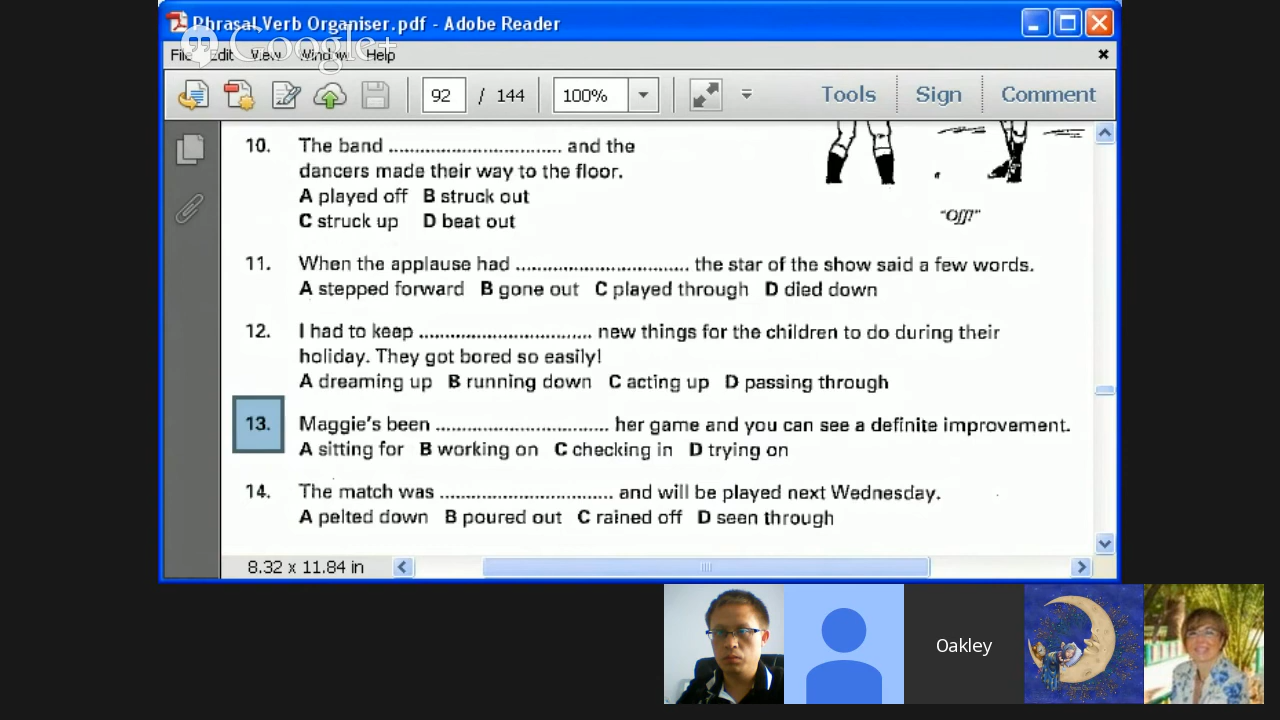 Phrasal Verb Organiser.pdf - Adobe Reader
Google+
File Edit View Window Help
92 / 144 100% Tools Sign Comment
10. The band .............................. and the
dancers made their way to the floor.
A played off B struck out
C struck up D beat out
"Off!"
11. When the applause had .............................. the star of the show said a few words.
A stepped forward B gone out C played through D died down
12. I had to keep .............................. new things for the children to do during their
holiday. They got bored so easily!
A dreaming up B running down C acting up D passing through
13. Maggie's been .............................. her game and you can see a definite improvement.
A sitting for B working on C checking in D trying on
14. The match was .............................. and will be played next Wednesday.
A pelted down B poured out C rained off D seen through
8.32 x 11.84 in
Oakley